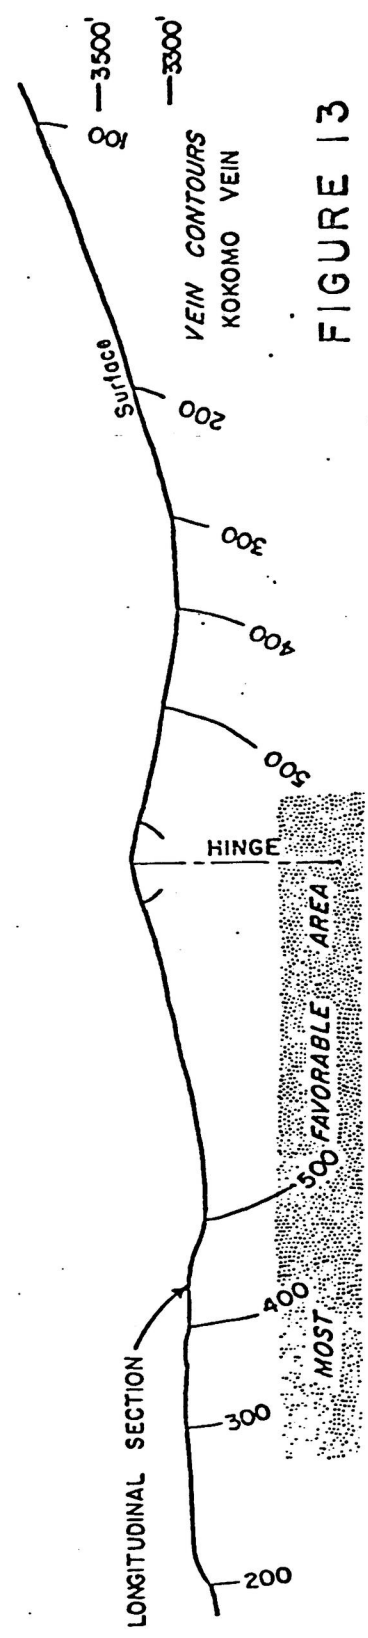 3500'
3300'
100
Surface
200
300
400
500
VEIN CONTOURS
KOKOMO VEIN
FIGURE 13
HINGE
MOST FAVORABLE AREA
500
400
300
200
LONGITUDINAL SECTION